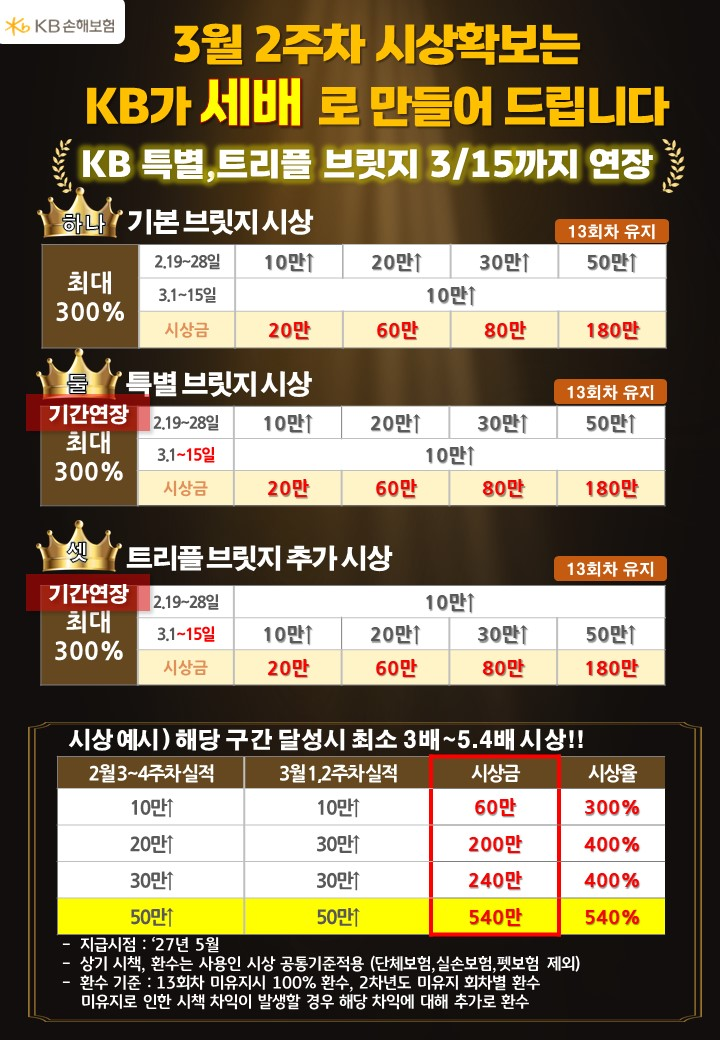 KB손해보험
3월 2주차 시상확보는
KB가 세배 로 만들어 드립니다
KB 특별,트리플 브릿지 3/15까지 연장
하나 기본 브릿지 시상
13회차 유지
최대 300%
2.19~28일 10만↑ 20만↑ 30만↑ 50만↑
3.1~15일 10만↑
시상금 20만 60만 80만 180만
둘 특별 브릿지 시상
13회차 유지
기간연장
최대 300%
2.19~28일 10만↑ 20만↑ 30만↑ 50만↑
3.1~15일 10만↑
시상금 20만 60만 80만 180만
셋 트리플 브릿지 추가 시상
13회차 유지
기간연장
최대 300%
2.19~28일 10만↑
3.1~15일 10만↑ 20만↑ 30만↑ 50만↑
시상금 20만 60만 80만 180만
시상 예시) 해당 구간 달성시 최소 3배~5.4배 시상!!
2월3~4주차실적 3월1,2주차실적 시상금 시상율
10만↑ 10만↑ 60만 300%
20만↑ 30만↑ 200만 400%
30만↑ 30만↑ 240만 400%
50만↑ 50만↑ 540만 540%
- 지급시점 : ‘27년 5월
- 상기 시책, 환수는 사용인 시상 공통기준적용 (단체보험,실손보험,펫보험 제외)
- 환수 기준 : 13회차 미유지시 100% 환수, 2차년도 미유지 회차별 환수
미유지로 인한 시책 차익이 발생할 경우 해당 차익에 대해 추가로 환수